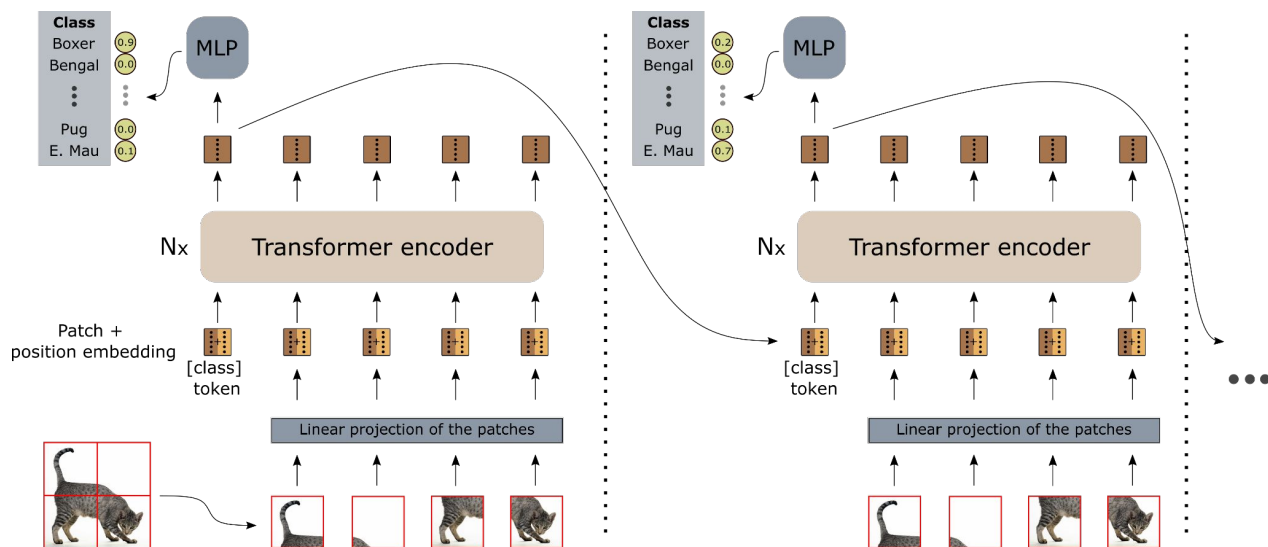 Class
Boxer 0.9
Bengal 0.0
Pug 0.0
E. Mau 0.1
MLP
Nx
Transformer encoder
Patch +
position embedding
[class]
token
Linear projection of the patches
Class
Boxer 0.2
Bengal 0.0
Pug 0.1
E. Mau 0.7
MLP
Nx
Transformer encoder
[class]
token
Linear projection of the patches